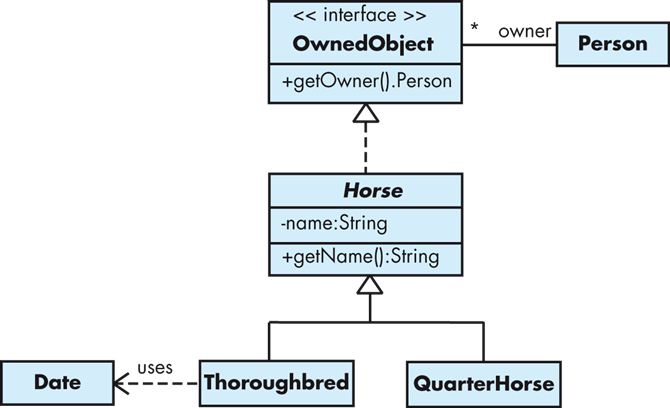 << interface >>
OwnedObject
* owner
Person
+getOwner().Person
Horse
-name:String
+getName():String
Date
uses
Thoroughbred
QuarterHorse